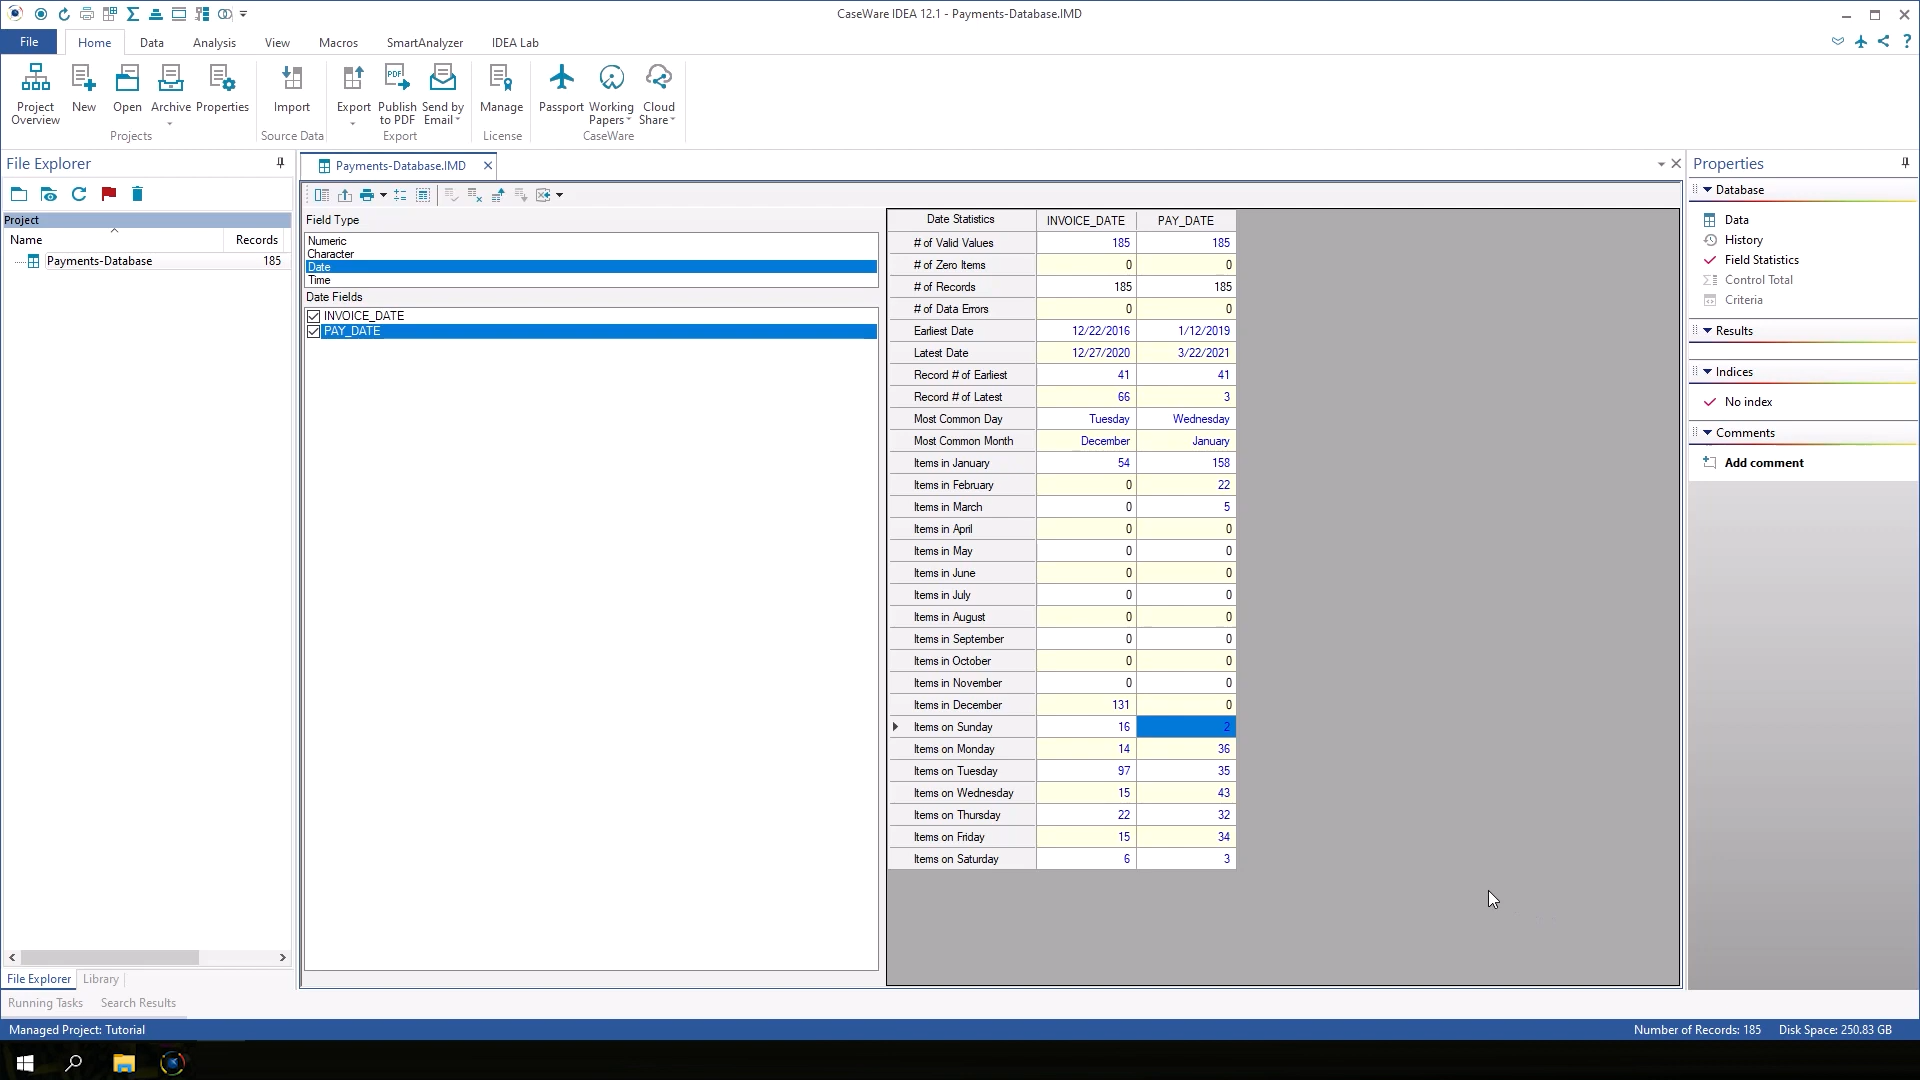 CaseWare IDEA 12.1 - Payments-Database.IMD
File Home Data Analysis View Macros SmartAnalyzer IDEA Lab
Project Overview New Open Archive Properties Import Export Publish to PDF Send by Email Manage Passport Working Papers Cloud Share
Projects Source Data Export License CaseWare
File Explorer
Project
Name Records
Payments-Database 185
File Explorer Library
Running Tasks Search Results
Payments-Database.IMD
Field Type
Numeric
Character
Date
Time
Date Fields
INVOICE_DATE
PAY_DATE
Date Statistics INVOICE_DATE PAY_DATE
# of Valid Values 185 185
# of Zero Items 0 0
# of Records 185 185
# of Data Errors 0 0
Earliest Date 12/22/2016 1/12/2019
Latest Date 12/27/2020 3/22/2021
Record # of Earliest 41 41
Record # of Latest 66 3
Most Common Day Tuesday Wednesday
Most Common Month December January
Items in January 54 158
Items in February 0 22
Items in March 0 5
Items in April 0 0
Items in May 0 0
Items in June 0 0
Items in July 0 0
Items in August 0 0
Items in September 0 0
Items in October 0 0
Items in November 0 0
Items in December 131 0
Items on Sunday 16 2
Items on Monday 14 36
Items on Tuesday 97 35
Items on Wednesday 15 43
Items on Thursday 22 32
Items on Friday 15 34
Items on Saturday 6 3
Properties
Database
Data
History
Field Statistics
Control Total
Criteria
Results
Indices
No index
Comments
Add comment
Managed Project: Tutorial Number of Records: 185 Disk Space: 250.83 GB